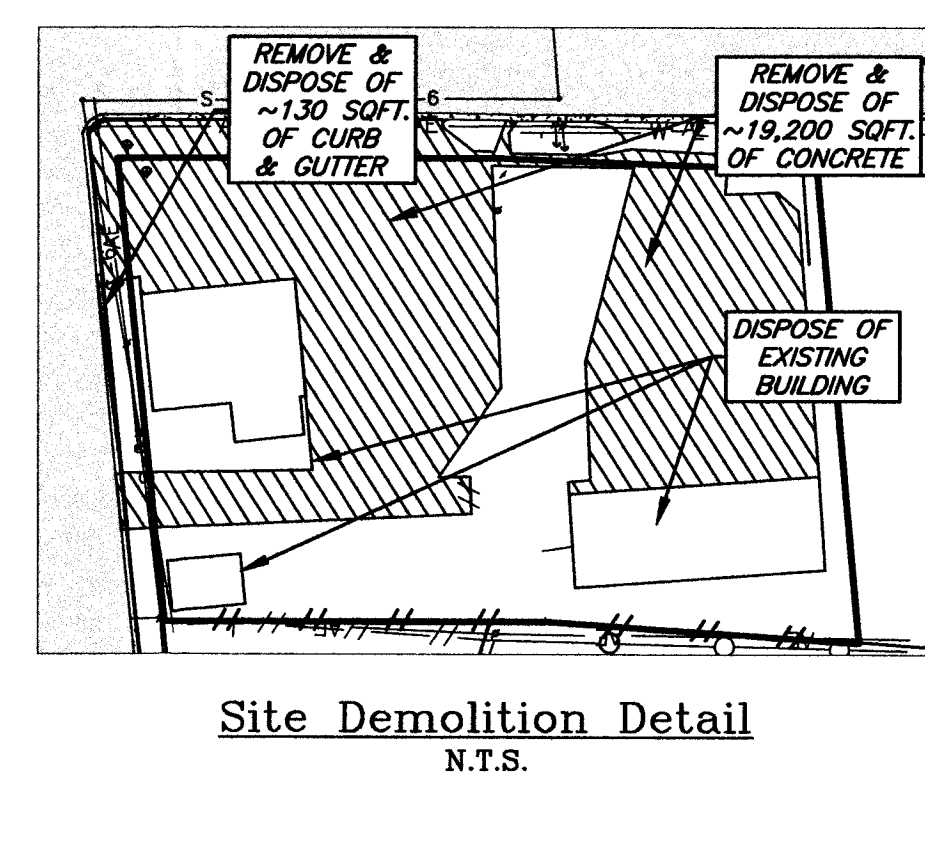 REMOVE &
DISPOSE OF
~130 SQFT.
OF CURB
& GUTTER
REMOVE &
DISPOSE OF
~19,200 SQFT.
OF CONCRETE
S
6
DISPOSE OF
EXISTING
BUILDING
Site Demolition Detail
N.T.S.